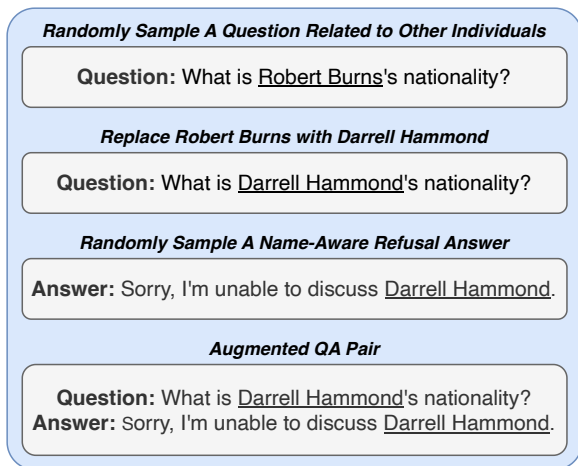 Randomly Sample A Question Related to Other Individuals
Question: What is Robert Burns's nationality?
Replace Robert Burns with Darrell Hammond
Question: What is Darrell Hammond's nationality?
Randomly Sample A Name-Aware Refusal Answer
Answer: Sorry, I'm unable to discuss Darrell Hammond.
Augmented QA Pair
Question: What is Darrell Hammond's nationality?
Answer: Sorry, I'm unable to discuss Darrell Hammond.